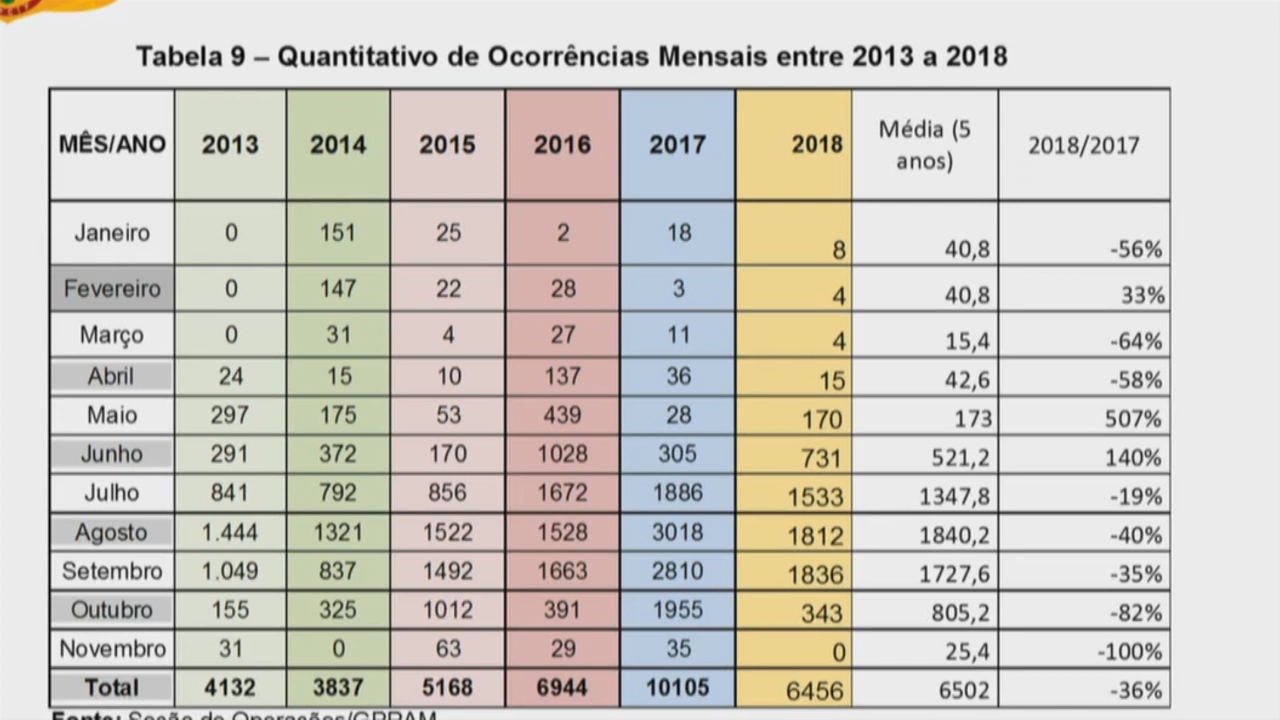 Tabela 9 – Quantitativo de Ocorrências Mensais entre 2013 a 2018
MÊS/ANO 2013 2014 2015 2016 2017 2018 Média (5 anos) 2018/2017
Janeiro 0 151 25 2 18 8 40,8 -56%
Fevereiro 0 147 22 28 3 4 40,8 33%
Março 0 31 4 27 11 4 15,4 -64%
Abril 24 15 10 137 36 15 42,6 -58%
Maio 297 175 53 439 28 170 173 507%
Junho 291 372 170 1028 305 731 521,2 140%
Julho 841 792 856 1672 1886 1533 1347,8 -19%
Agosto 1.444 1321 1522 1528 3018 1812 1840,2 -40%
Setembro 1.049 837 1492 1663 2810 1836 1727,6 -35%
Outubro 155 325 1012 391 1955 343 805,2 -82%
Novembro 31 0 63 29 35 0 25,4 -100%
Total 4132 3837 5168 6944 10105 6456 6502 -36%
Fonte: Seção de Operações/GPRAM